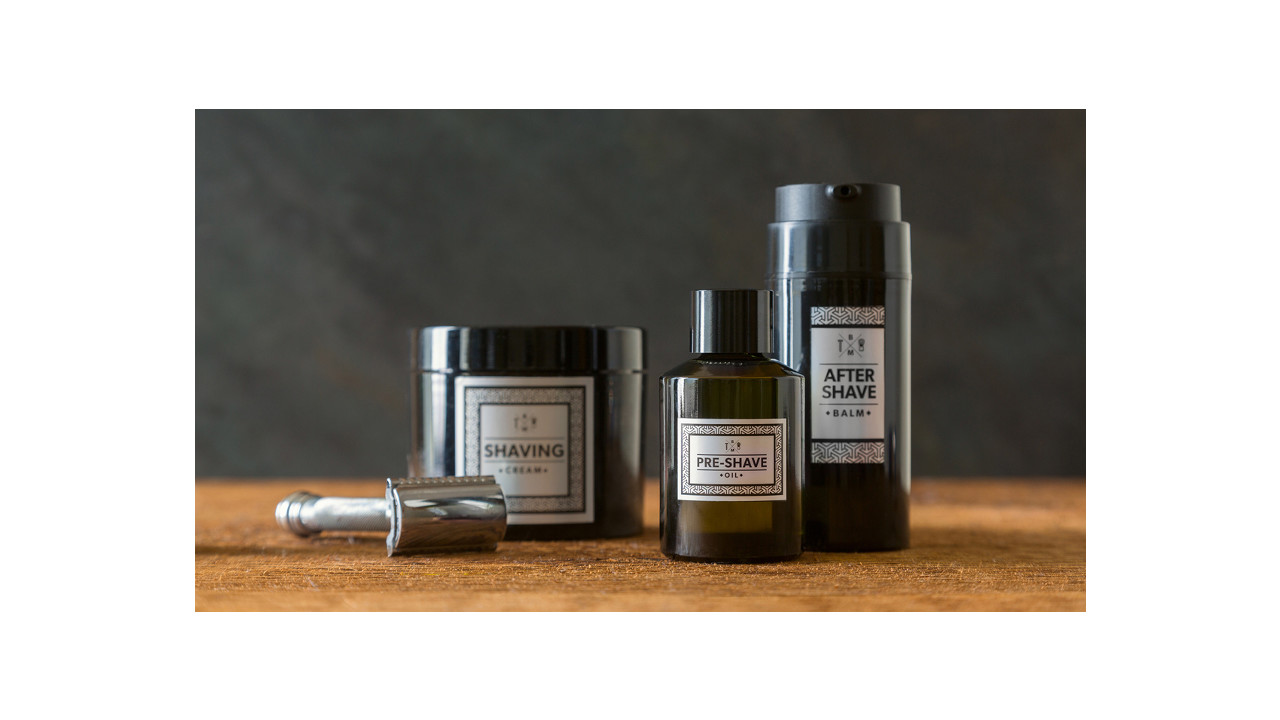 SHAVING
•CREAM•
T B R
M
PRE-SHAVE
•OIL•
B
T
M
AFTER
SHAVE
•BALM•